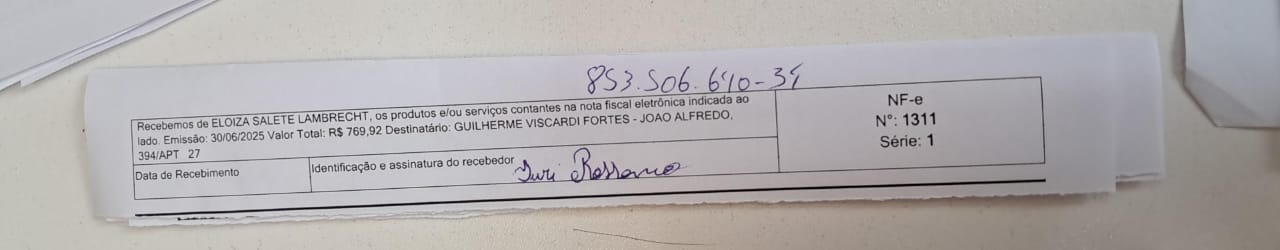 853.506.640-34
Recebemos de ELOIZA SALETE LAMBRECHT, os produtos e/ou serviços contantes na nota fiscal eletrônica indicada ao
lado. Emissão: 30/06/2025 Valor Total: R$ 769,92 Destinatário: GUILHERME VISCARDI FORTES - JOAO ALFREDO,
394/APT 27
Data de Recebimento
Identificação e assinatura do recebedor
Iuri Rossano
NF-e
N°: 1311
Série: 1